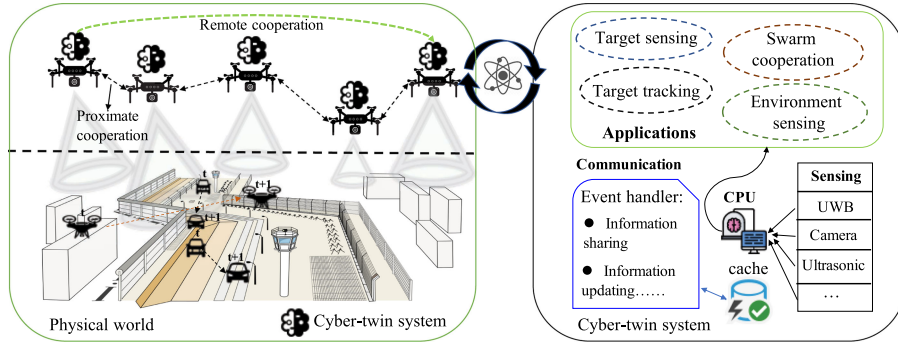 Remote cooperation
Proximate
cooperation
t
t+1
t
t+1
t
t+1
Physical world
Cyber-twin system
Target sensing
Swarm
cooperation
Target tracking
Environment
sensing
Applications
Communication
Event handler:
● Information
sharing
● Information
updating……
CPU
cache
Sensing
UWB
Camera
Ultrasonic
…
Cyber-twin system